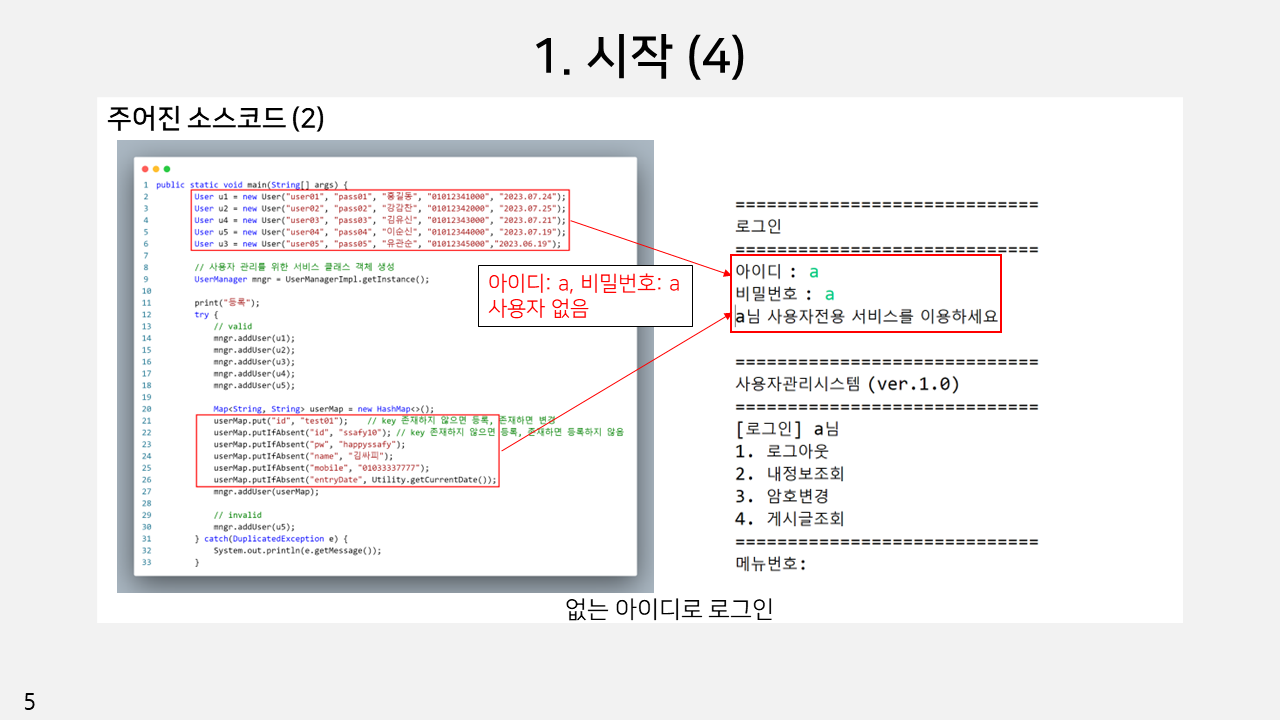 1. 시작 (4)
주어진 소스코드 (2)
1 public static void main(String[] args) {
2 User u1 = new User("user01", "pass01", "홍길동", "01012341000", "2023.07.24");
3 User u2 = new User("user02", "pass02", "강감찬", "01012342000", "2023.07.25");
4 User u4 = new User("user03", "pass03", "김유신", "01012343000", "2023.07.21");
5 User u5 = new User("user04", "pass04", "이순신", "01012344000", "2023.07.19");
6 User u3 = new User("user05", "pass05", "유관순", "01012345000","2023.06.19");
7
8 // 사용자 관리를 위한 서비스 클래스 객체 생성
9 UserManager mngr = UserManagerImpl.getInstance();
10
11 print("등록");
12 try {
13 // valid
14 mngr.addUser(u1);
15 mngr.addUser(u2);
16 mngr.addUser(u3);
17 mngr.addUser(u4);
18 mngr.addUser(u5);
19
20 Map<String, String> userMap = new HashMap<>();
21 userMap.put("id", "test01"); // key 존재하지 않으면 등록, 존재하면 변경
22 userMap.putIfAbsent("id", "ssafy10"); // key 존재하지 않으면 등록, 존재하면 등록하지 않음
23 userMap.putIfAbsent("pw", "happyssafy");
24 userMap.putIfAbsent("name", "김싸피");
25 userMap.putIfAbsent("mobile", "01033337777");
26 userMap.putIfAbsent("entryDate", Utility.getCurrentDate());
27 mngr.addUser(userMap);
28
29 // invalid
30 mngr.addUser(u5);
31 } catch(DuplicatedException e) {
32 System.out.println(e.getMessage());
33 }
아이디: a, 비밀번호: a
사용자 없음
=============================
로그인
=============================
아이디 : a
비밀번호 : a
a님 사용자전용 서비스를 이용하세요
=============================
사용자관리시스템 (ver.1.0)
=============================
[로그인] a님
1. 로그아웃
2. 내정보조회
3. 암호변경
4. 게시글조회
=============================
메뉴번호:
없는 아이디로 로그인
5